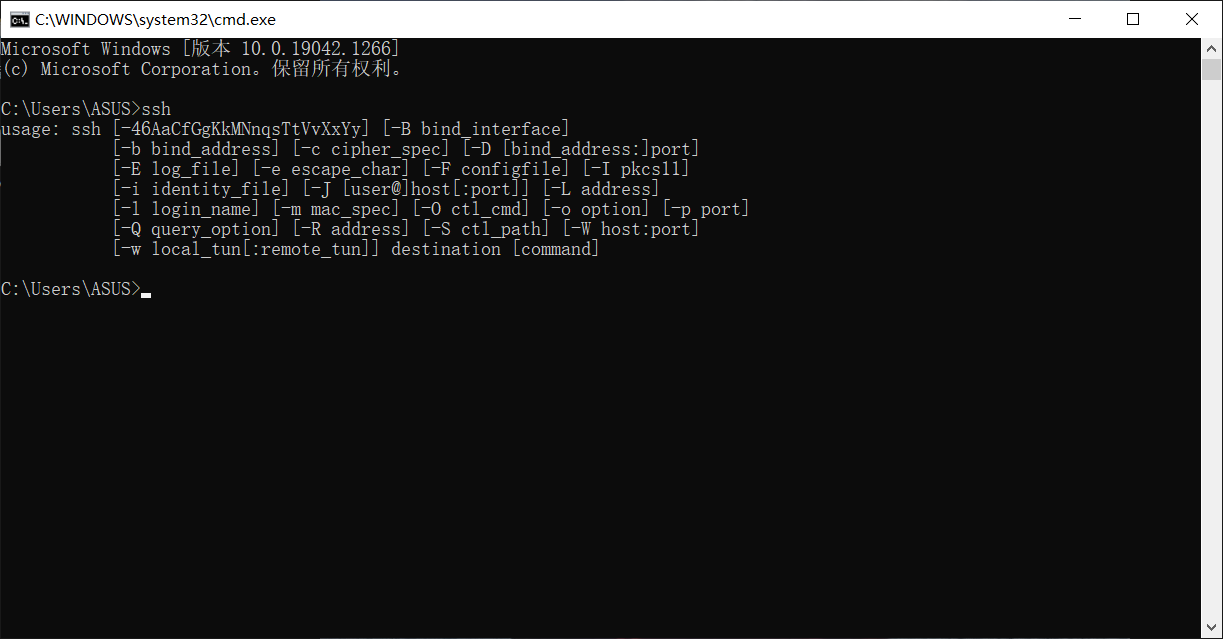 C:\WINDOWS\system32\cmd.exe
Microsoft Windows [版本 10.0.19042.1266]
(c) Microsoft Corporation。保留所有权利。
C:\Users\ASUS>ssh
usage: ssh [-46AaCfGgKkMNnqsTtVvXxYy] [-B bind_interface]
           [-b bind_address] [-c cipher_spec] [-D [bind_address:]port]
           [-E log_file] [-e escape_char] [-F configfile] [-I pkcs11]
           [-i identity_file] [-J [user@]host[:port]] [-L address]
           [-l login_name] [-m mac_spec] [-O ctl_cmd] [-o option] [-p port]
           [-Q query_option] [-R address] [-S ctl_path] [-W host:port]
           [-w local_tun[:remote_tun]] destination [command]
C:\Users\ASUS>